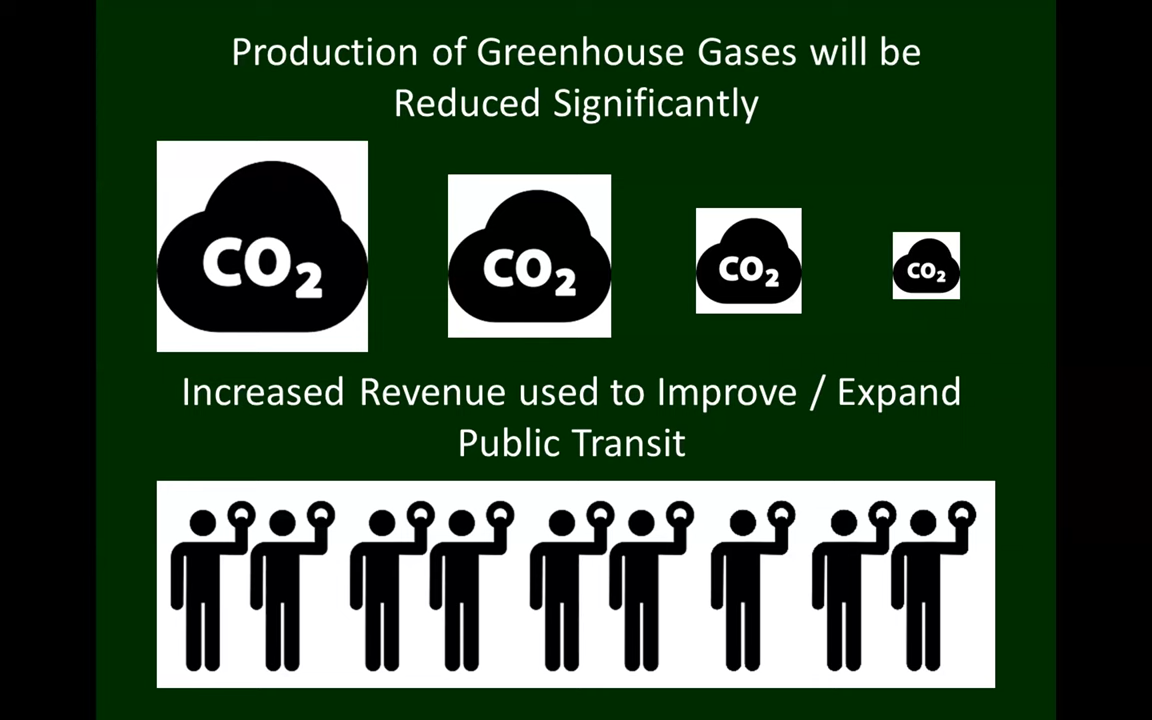 Production of Greenhouse Gases will be
Reduced Significantly
CO₂ CO₂ CO₂ CO₂
Increased Revenue used to Improve / Expand
Public Transit